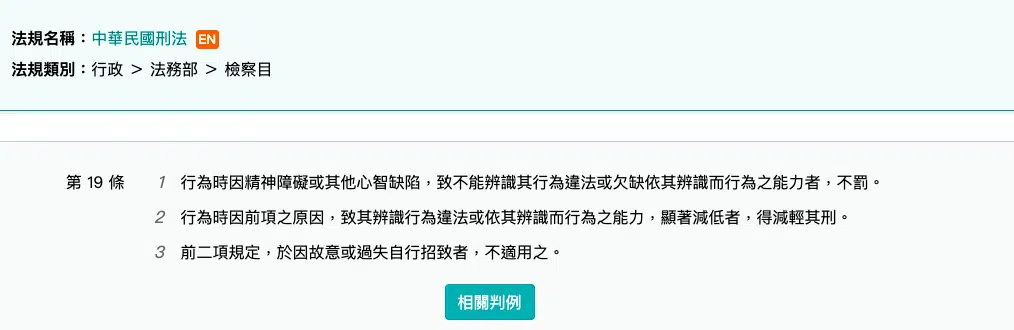 法規名稱：中華民國刑法 EN
法規類別：行政 > 法務部 > 檢察目
第 19 條 1 行為時因精神障礙或其他心智缺陷，致不能辨識其行為違法或欠缺依其辨識而行為之能力者，不罰。
2 行為時因前項之原因，致其辨識行為違法或依其辨識而行為之能力，顯著減低者，得減輕其刑。
3 前二項規定，於因故意或過失自行招致者，不適用之。
相關判例